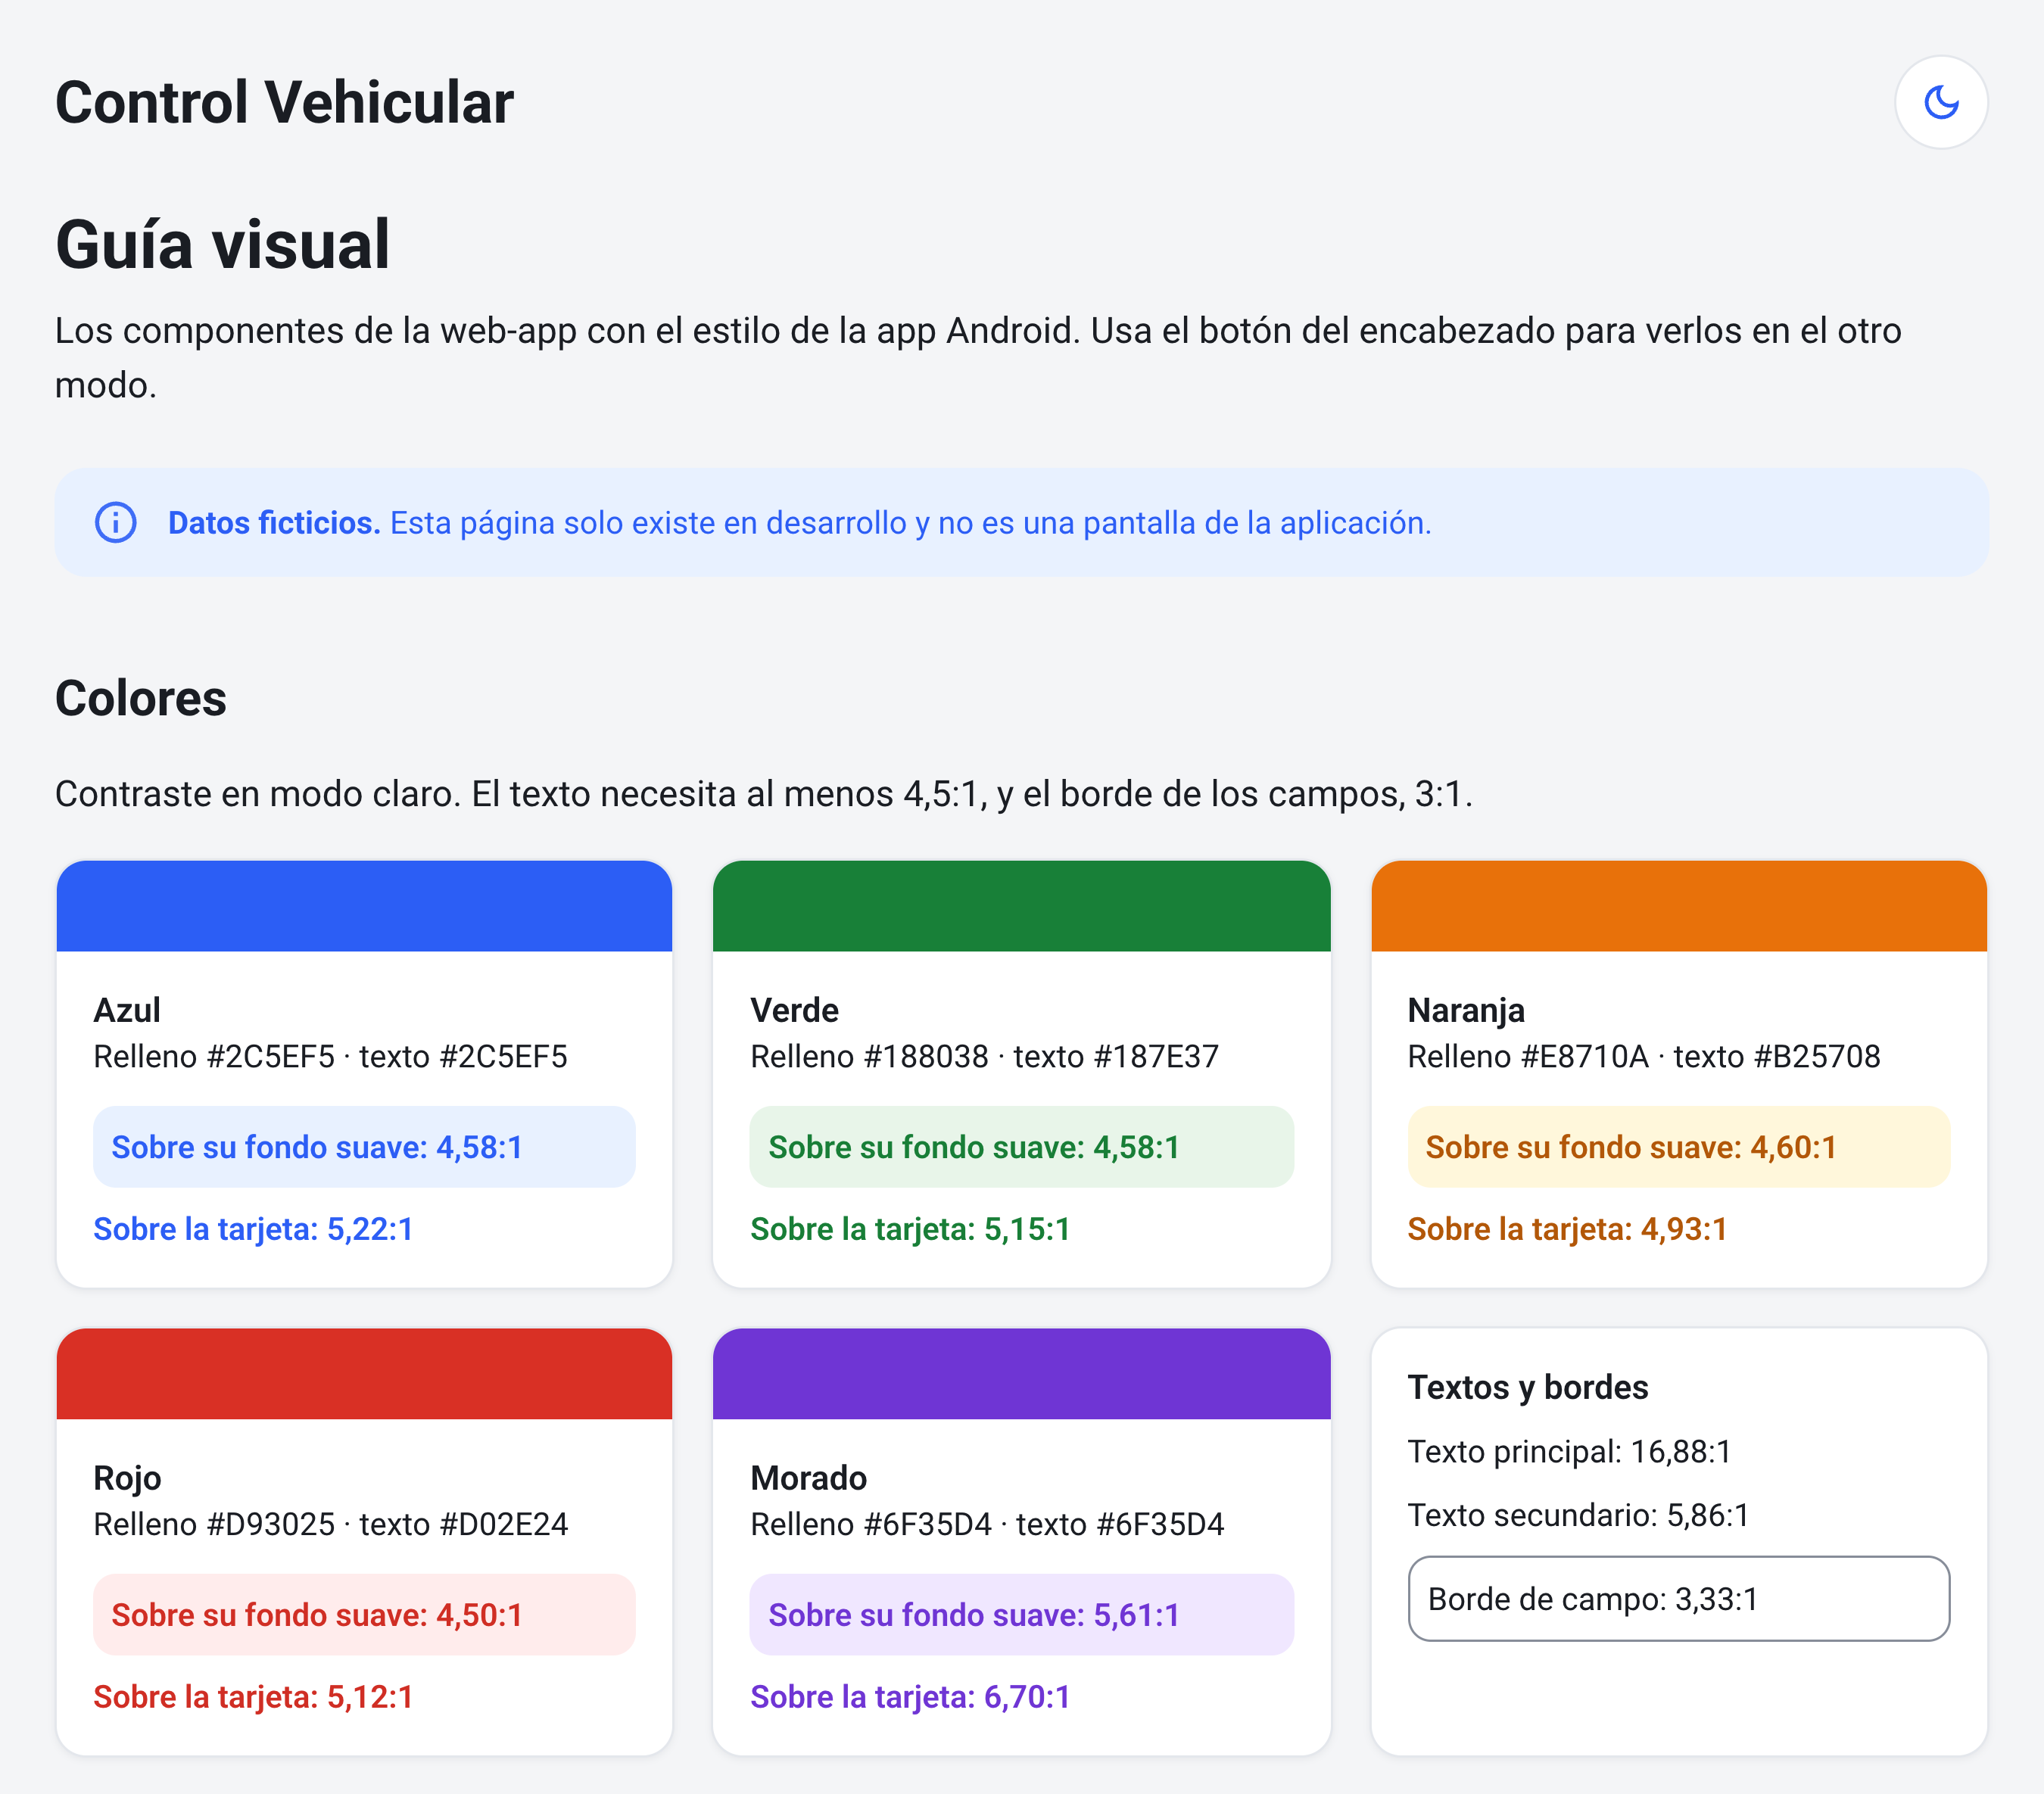 Control Vehicular
Guía visual
Los componentes de la web-app con el estilo de la app Android. Usa el botón del encabezado para verlos en el otro
modo.
Datos ficticios. Esta página solo existe en desarrollo y no es una pantalla de la aplicación.
Colores
Contraste en modo claro. El texto necesita al menos 4,5:1, y el borde de los campos, 3:1.
Azul
Relleno #2C5EF5 · texto #2C5EF5
Sobre su fondo suave: 4,58:1
Sobre la tarjeta: 5,22:1
Verde
Relleno #188038 · texto #187E37
Sobre su fondo suave: 4,58:1
Sobre la tarjeta: 5,15:1
Naranja
Relleno #E8710A · texto #B25708
Sobre su fondo suave: 4,60:1
Sobre la tarjeta: 4,93:1
Rojo
Relleno #D93025 · texto #D02E24
Sobre su fondo suave: 4,50:1
Sobre la tarjeta: 5,12:1
Morado
Relleno #6F35D4 · texto #6F35D4
Sobre su fondo suave: 5,61:1
Sobre la tarjeta: 6,70:1
Textos y bordes
Texto principal: 16,88:1
Texto secundario: 5,86:1
Borde de campo: 3,33:1